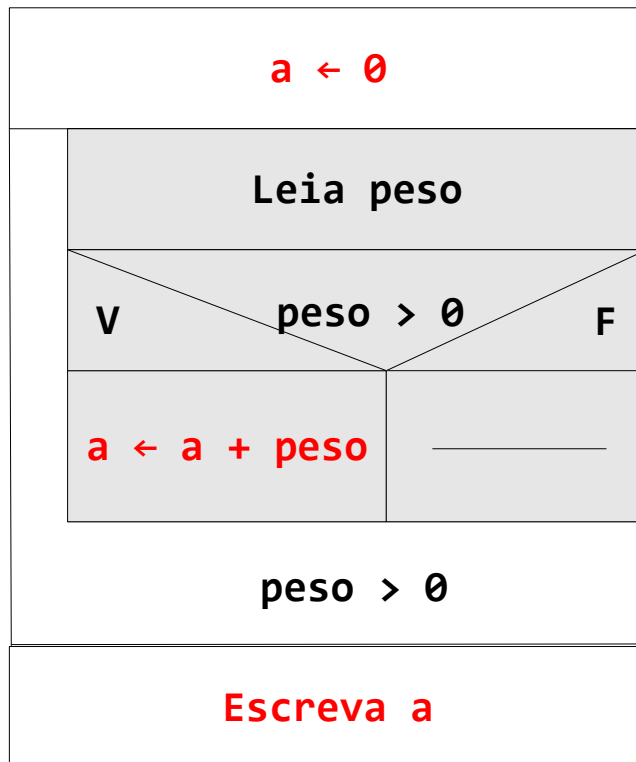 a ← 0
Leia peso
V peso > 0 F
a ← a + peso
peso > 0
Escreva a